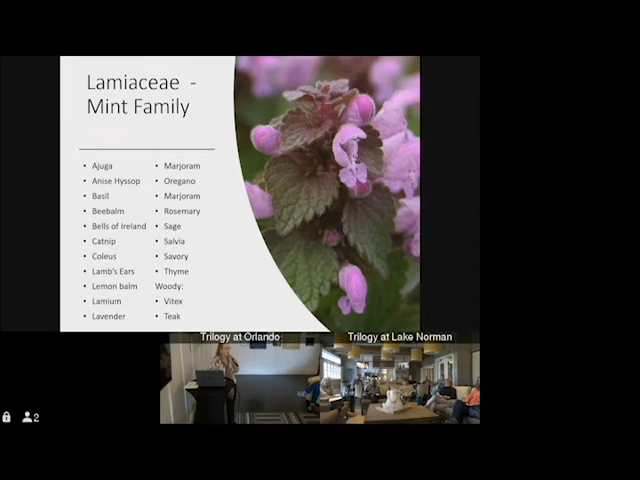 Lamiaceae -
Mint Family
• Ajuga
• Anise Hyssop
• Basil
• Beebalm
• Bells of Ireland
• Catnip
• Coleus
• Lamb's Ears
• Lemon balm
• Lamium
• Lavender
• Marjoram
• Oregano
• Marjoram
• Rosemary
• Sage
• Salvia
• Savory
• Thyme
Woody:
• Vitex
• Teak
Trilogy at Orlando
Trilogy at Lake Norman
2